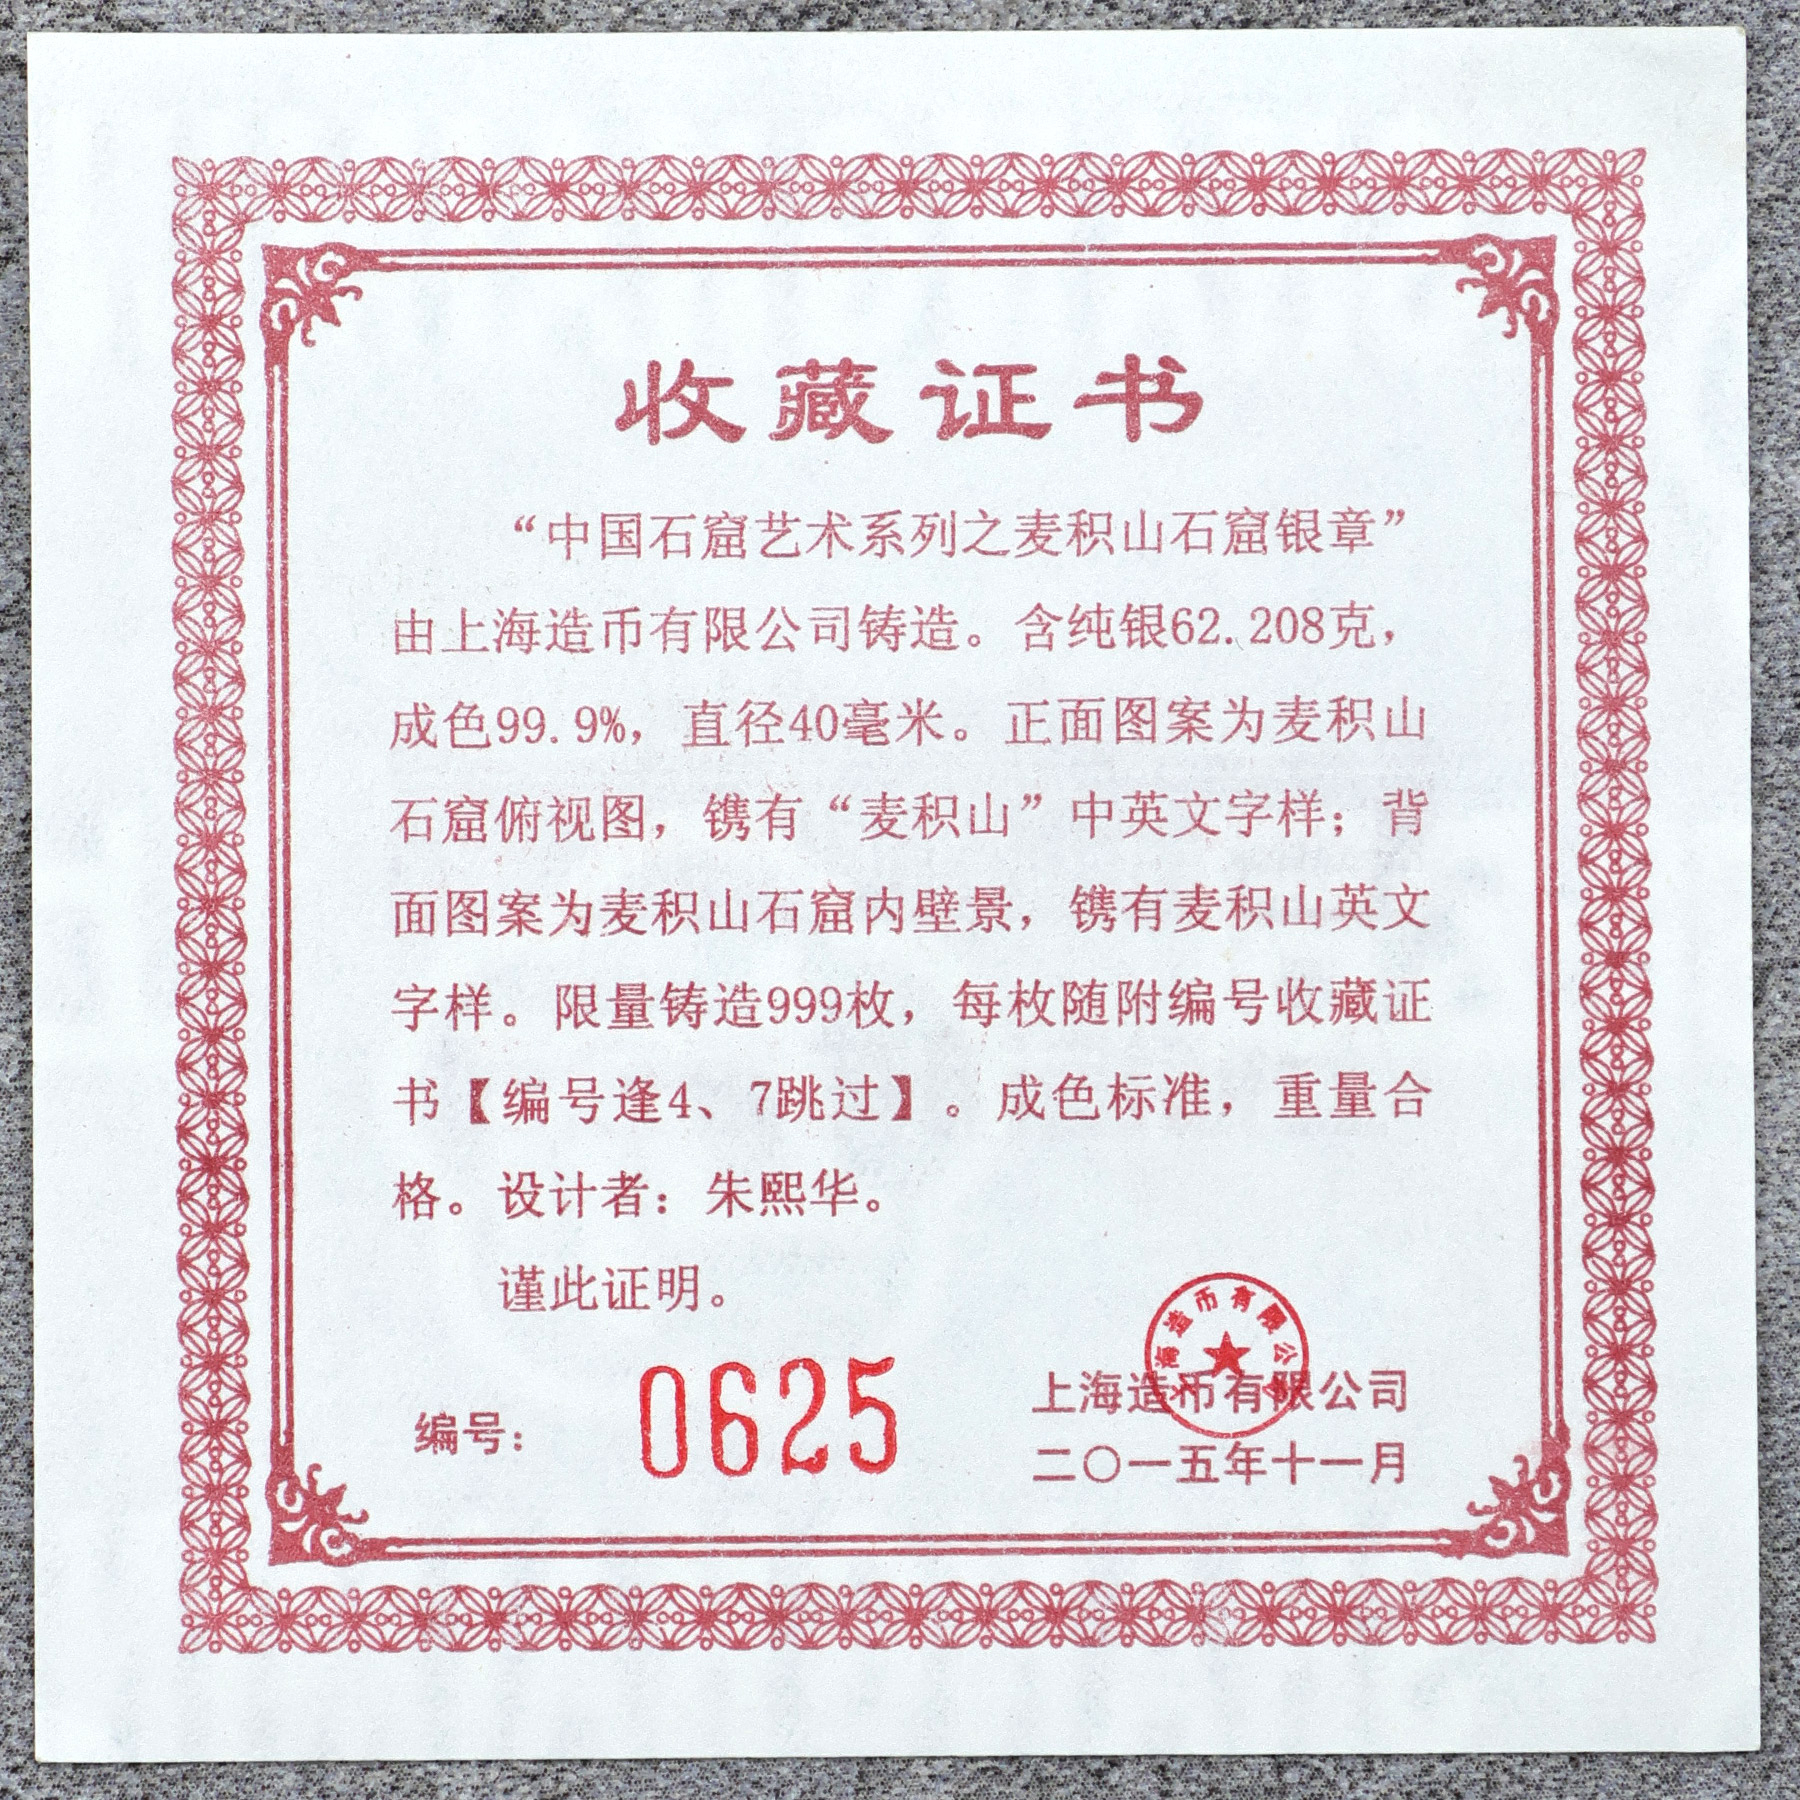 收藏证书
“中国石窟艺术系列之麦积山石窟银章”
由上海造币有限公司铸造。含纯银62.208克，
成色99.9%，直径40毫米。正面图案为麦积山
石窟俯视图，镌有“麦积山”中英文字样；背
面图案为麦积山石窟内壁景，镌有麦积山英文
字样。限量铸造999枚，每枚随附编号收藏证
书【编号逢4、7跳过】。成色标准，重量合
格。设计者：朱熙华。
谨此证明。
上海造币有限公司
编号：0625
上海造币有限公司
二〇一五年十一月